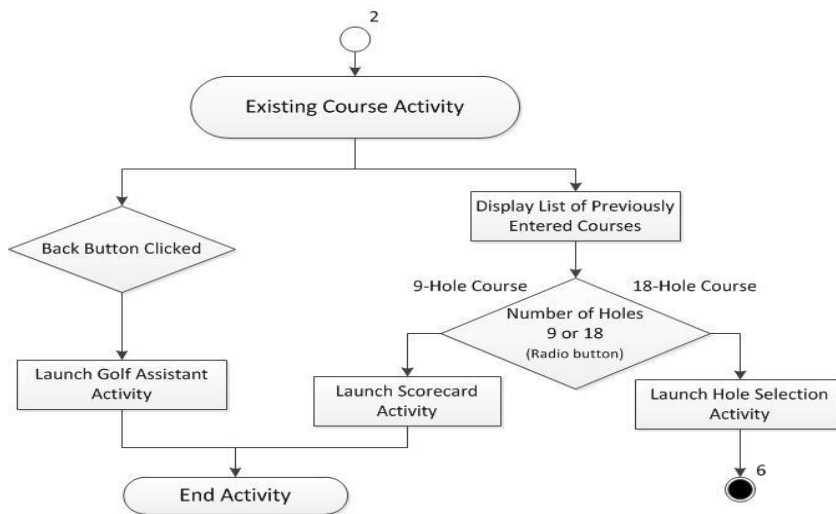 2
Existing Course Activity
Back Button Clicked
Display List of Previously
Entered Courses
9-Hole Course
18-Hole Course
Number of Holes
9 or 18
(Radio button)
Launch Golf Assistant
Activity
Launch Scorecard
Activity
Launch Hole Selection
Activity
End Activity
6